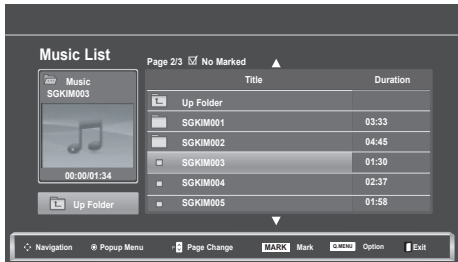 Music List
Page 2/3 ☑ No Marked
Music
SGKIM003
00:00/01:34
Up Folder
Title Duration
Up Folder
SGKIM001 03:33
SGKIM002 04:45
SGKIM003 01:30
SGKIM004 02:37
SGKIM005 01:58
Navigation Popup Menu P Page Change MARK Mark Q.MENU Option Exit